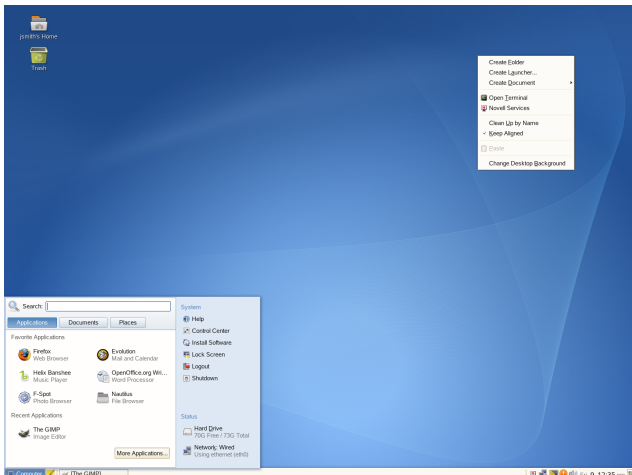 jsmith's Home
Trash
Create Folder
Create Launcher...
Create Document
Open Terminal
Novell Services
Clean Up by Name
Keep Aligned
Paste
Change Desktop Background
Search:
Applications Documents Places
Favorite Applications
Firefox
Web Browser
Evolution
Mail and Calendar
Helix Banshee
Music Player
OpenOffice.org Wri...
Word Processor
F-Spot
Photo Browser
Nautilus
File Browser
Recent Applications
The GIMP
Image Editor
More Applications...
System
Help
Control Center
Install Software
Lock Screen
Logout
Shutdown
Status
Hard Drive
70G Free / 73G Total
Network: Wired
Using ethernet (eth0)
Computer
[The GIMP]
9, 12:35